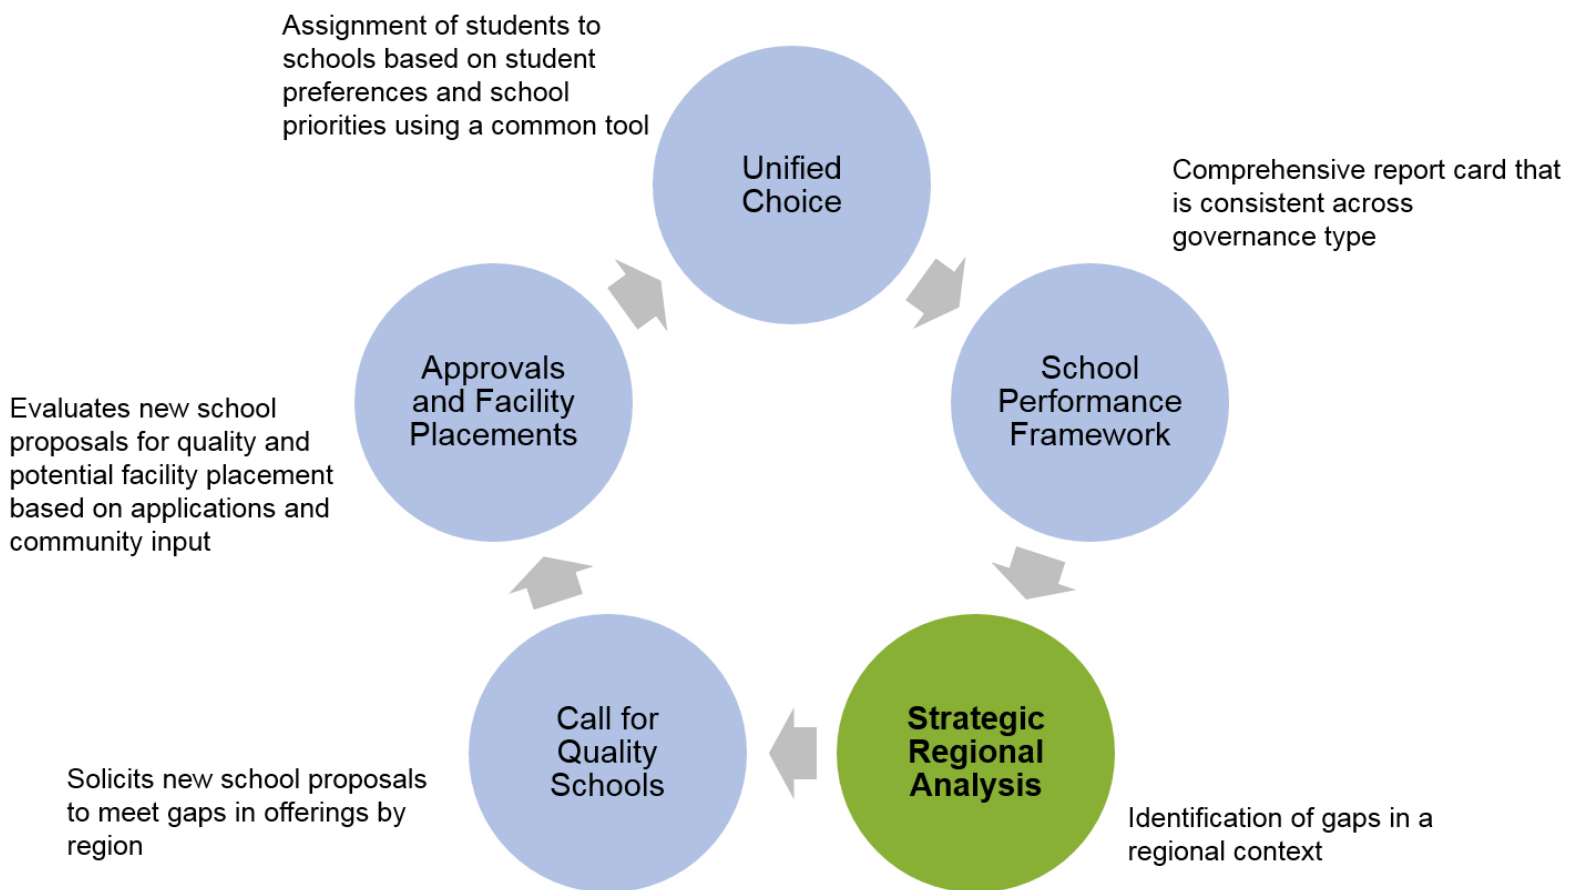 Assignment of students to
schools based on student
preferences and school
priorities using a common tool
Unified
Choice
Comprehensive report card that
is consistent across
governance type
School
Performance
Framework
Strategic
Regional
Analysis
Identification of gaps in a
regional context
Call for
Quality
Schools
Solicits new school proposals
to meet gaps in offerings by
region
Approvals
and Facility
Placements
Evaluates new school
proposals for quality and
potential facility placement
based on applications and
community input